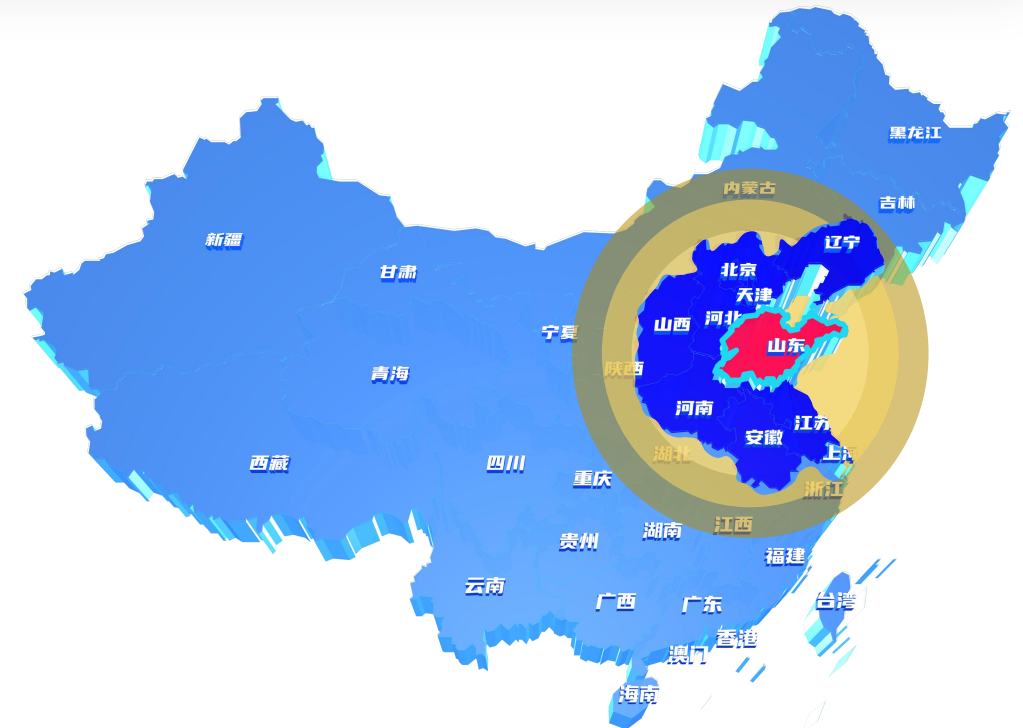 黑龙江
内蒙古
吉林
新疆
辽宁
甘肃
北京
天津
河北
山西
宁夏
山东
陕西
青海
河南
江苏
安徽
湖北
上海
西藏
四川
重庆
浙江
江西
湖南
贵州
福建
云南
广西
广东
台湾
香港
澳门
海南